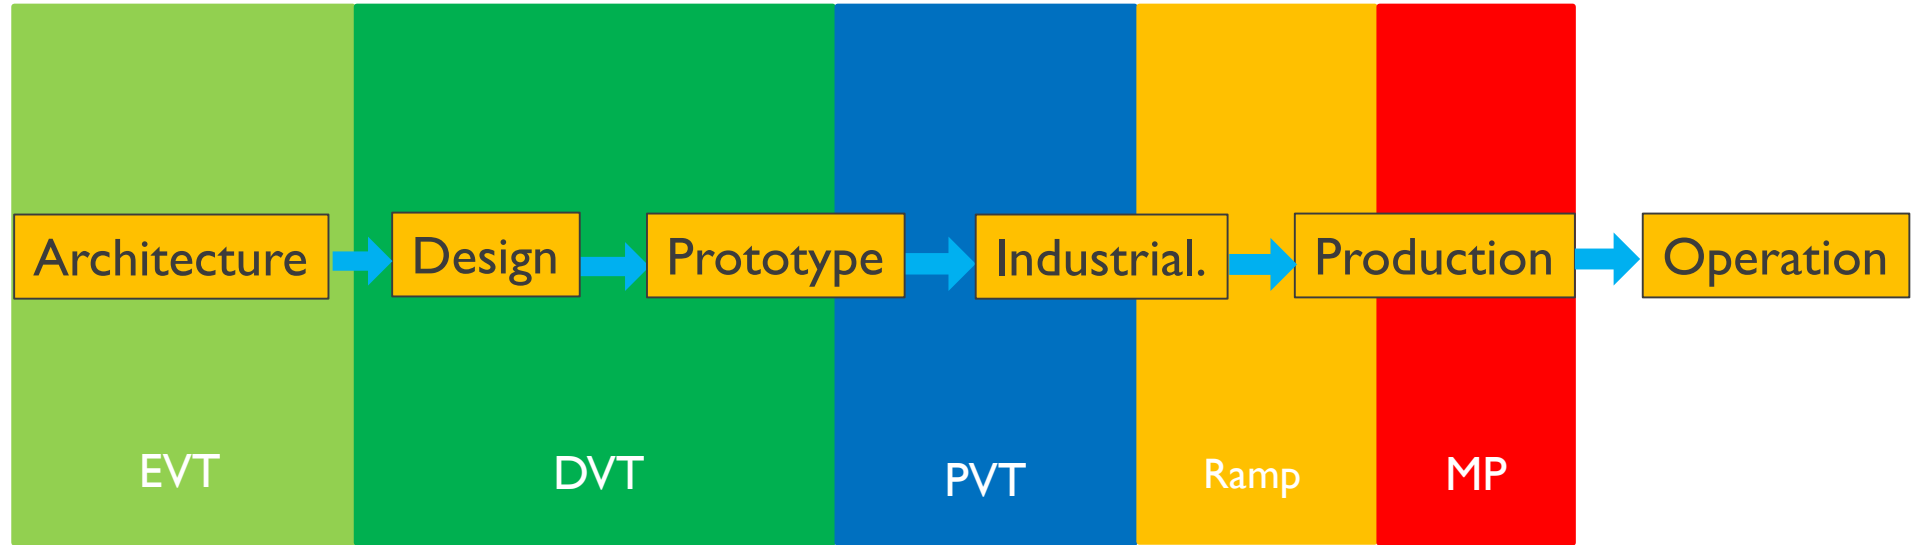 Architecture
Design
Prototype
Industrial.
Production
Operation
EVT
DVT
PVT
Ramp
MP